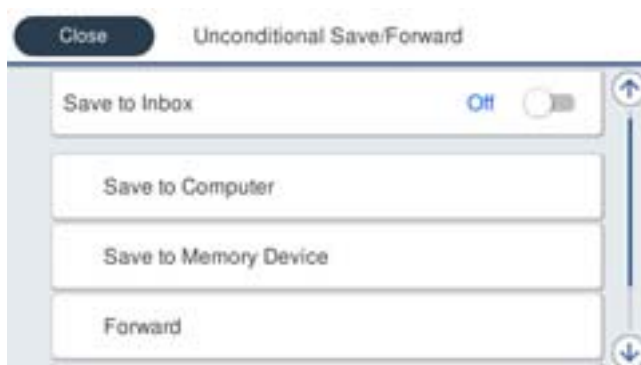 Close
Unconditional Save/Forward
Save to Inbox
Off
Save to Computer
Save to Memory Device
Forward